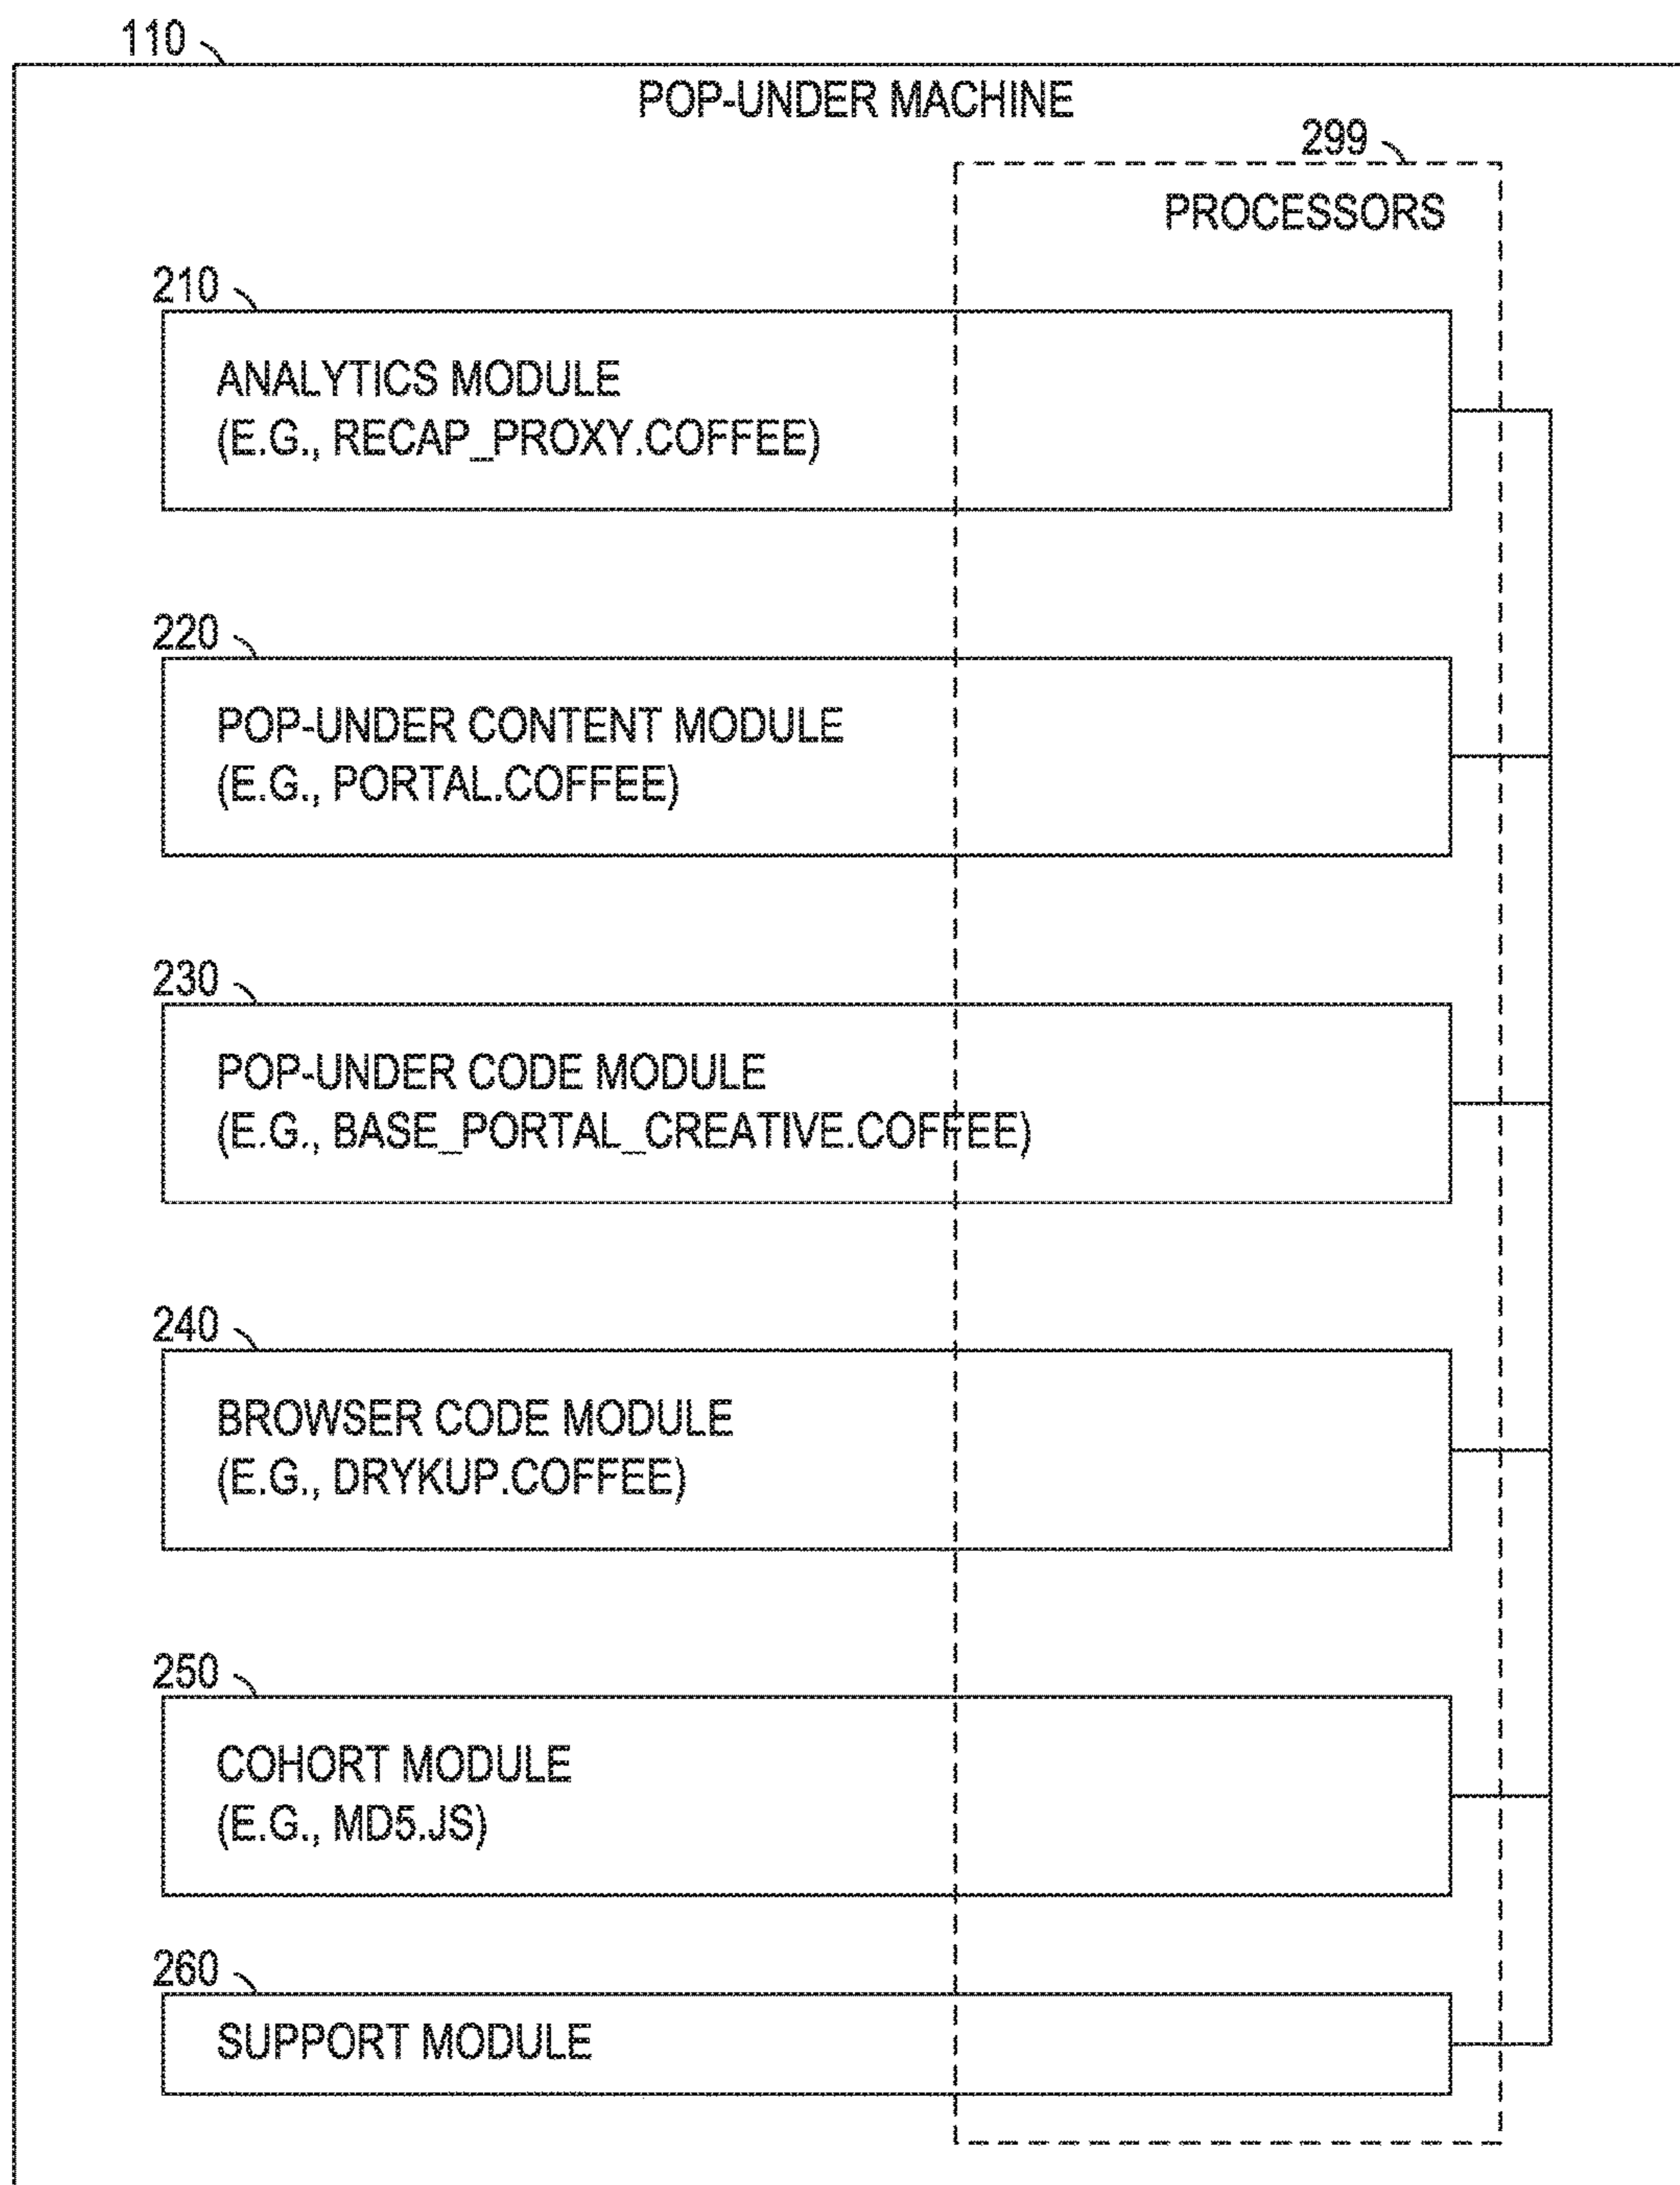 110
POP-UNDER MACHINE
299
PROCESSORS
210
ANALYTICS MODULE
(E.G., RECAP_PROXY.COFFEE)
220
POP-UNDER CONTENT MODULE
(E.G., PORTAL.COFFEE)
230
POP-UNDER CODE MODULE
(E.G., BASE_PORTAL_CREATIVE.COFFEE)
240
BROWSER CODE MODULE
(E.G., DRYKUP.COFFEE)
250
COHORT MODULE
(E.G., MD5.JS)
260
SUPPORT MODULE